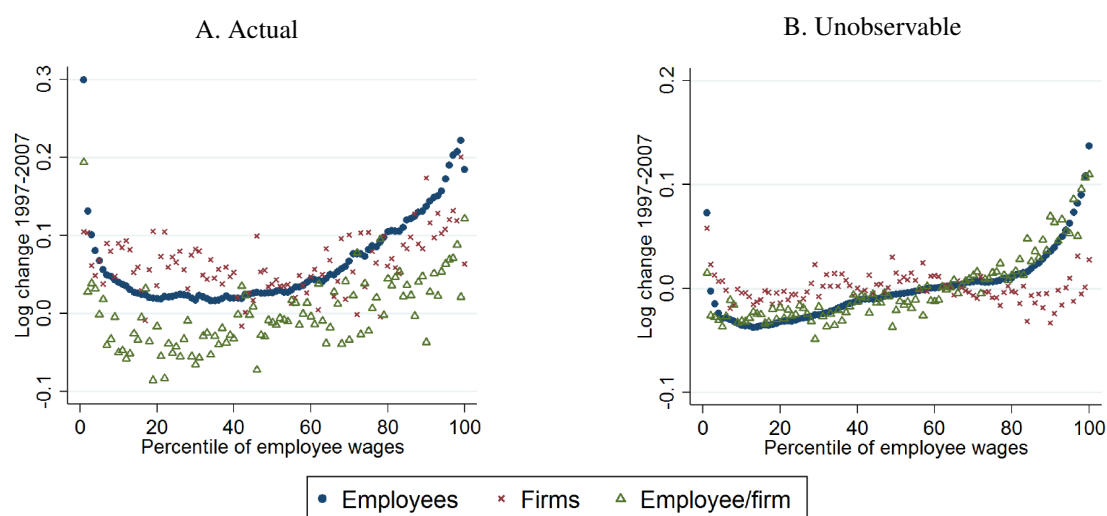 A. Actual
B. Unobservable
Log change 1997-2007
0.3
0.2
0.1
0.0
-0.1
0 20 40 60 80 100
Percentile of employee wages
Log change 1997-2007
0.2
0.1
0.0
-0.1
0 20 40 60 80 100
Percentile of employee wages
Employees Firms Employee/firm